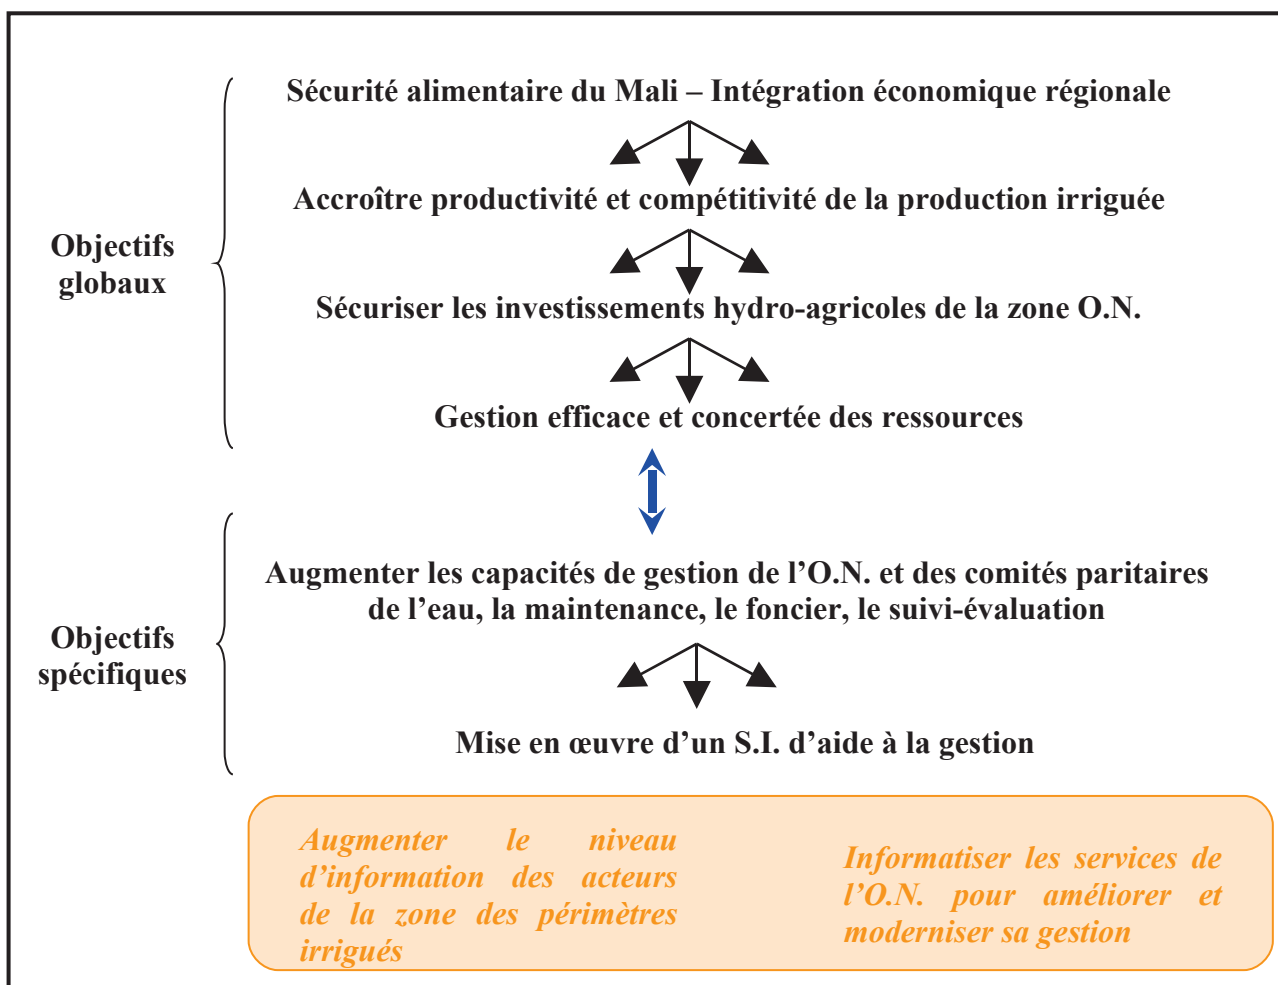 Sécurité alimentaire du Mali – Intégration économique régionale
Accroître productivité et compétitivité de la production irriguée
Objectifs
globaux
Sécuriser les investissements hydro-agricoles de la zone O.N.
Gestion efficace et concertée des ressources
Augmenter les capacités de gestion de l’O.N. et des comités paritaires
de l’eau, la maintenance, le foncier, le suivi-évaluation
Objectifs
spécifiques
Mise en œuvre d’un S.I. d’aide à la gestion
Augmenter le niveau
d’information des acteurs
de la zone des périmètres
irrigués
Informatiser les services de
l’O.N. pour améliorer et
moderniser sa gestion